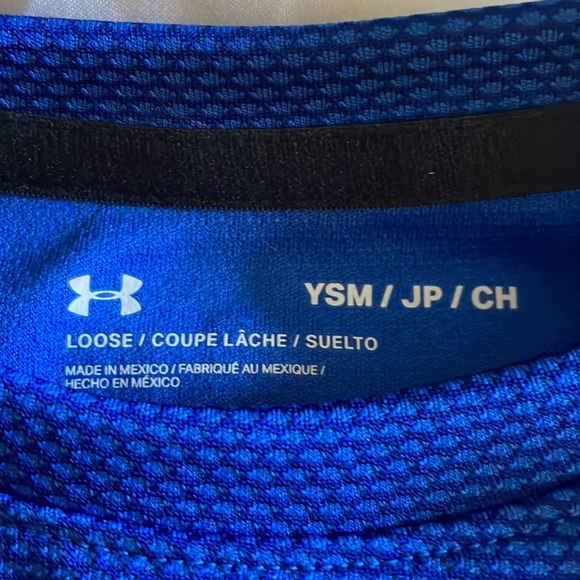 YSM / JP / CH
LOOSE / COUPE LÂCHE / SUELTO
MADE IN MEXICO / FABRIQUÉ AU MEXIQUE /
HECHO EN MÉXICO